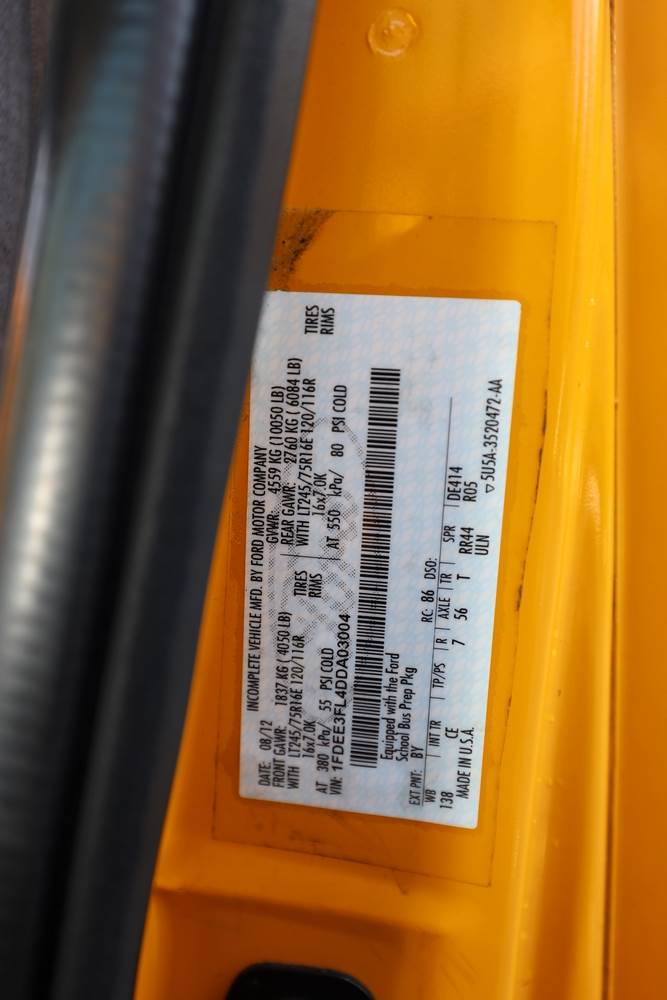 INCOMPLETE VEHICLE MFD. BY FORD MOTOR COMPANY
DATE: 08/12 GVWR: 4559 KG (10050 LB)
FRONT GAWR: 1837 KG (4050 LB) REAR GAWR: 2760 KG (6084 LB)
WITH LT245/75R16E 120/116R TIRES WITH LT245/75R16E 120/116R TIRES
16x7.0K RIMS 16x7.0K RIMS
AT 380 kPa/ 55 PSI COLD AT 550 kPa/ 80 PSI COLD
VIN: 1FDEE3FL4DDA03004
Equipped with the Ford
School Bus Prep Pkg
EXT PNT: BY RC: 86 DSO:
WB INT TR TP/PS R AXLE TR SPR
138 CE 7 56 T RR44 DE414
MADE IN U.S.A. ULN R05
▽5U5A-3520472-AA